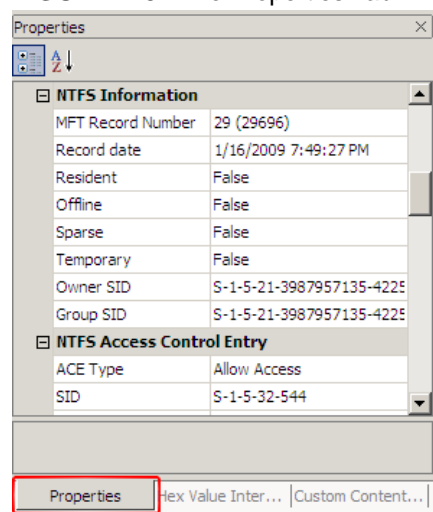 Properties
NTFS Information
MFT Record Number 29 (29696)
Record date 1/16/2009 7:49:27 PM
Resident False
Offline False
Sparse False
Temporary False
Owner SID S-1-5-21-3987957135-4225
Group SID S-1-5-21-3987957135-4225
NTFS Access Control Entry
ACE Type Allow Access
SID S-1-5-32-544
Properties Hex Value Inter... Custom Content...